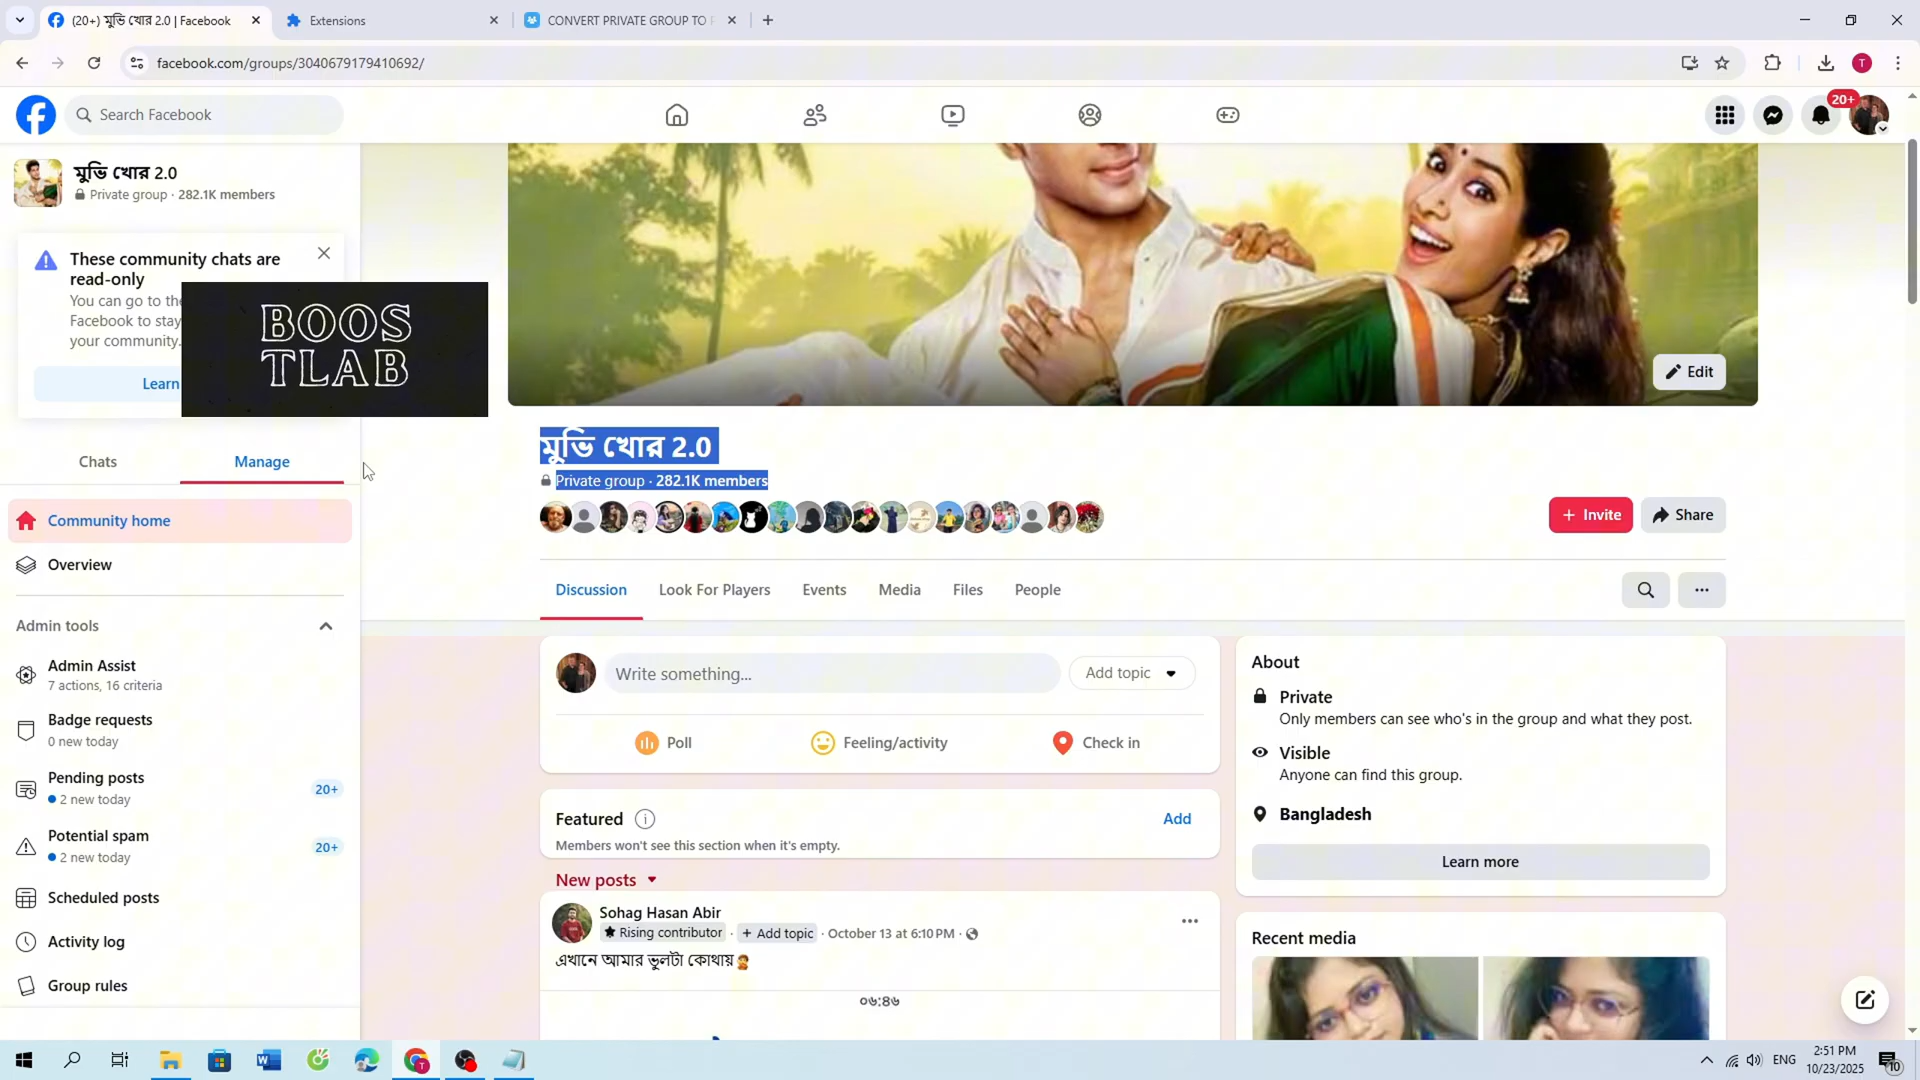 (20+) মুভি খোর 2.0 | Facebook
Extensions
CONVERT PRIVATE GROUP TO
facebook.com/groups/3040679179410692/
T
Search Facebook
20+
মুভি খোর 2.0
Private group · 282.1K members
These community chats are
read-only
You can go to the
Facebook to stay
your community.
Learn
BOOS
TLAB
Chats
Manage
Community home
Overview
Admin tools
Admin Assist
7 actions, 16 criteria
Badge requests
0 new today
Pending posts
2 new today
20+
Potential spam
2 new today
20+
Scheduled posts
Activity log
Group rules
Edit
মুভি খোর 2.0
Private group · 282.1K members
+ Invite
Share
Discussion
Look For Players
Events
Media
Files
People
Write something...
Add topic
Poll
Feeling/activity
Check in
Featured
Add
Members won't see this section when it's empty.
New posts
Sohag Hasan Abir
Rising contributor · + Add topic · October 13 at 6:10 PM ·
এখানে আমার ভুলটা কোথায়🤦
০৬:৪৬
About
Private
Only members can see who's in the group and what they post.
Visible
Anyone can find this group.
Bangladesh
Learn more
Recent media
ENG
2:51 PM
10/23/2025
10